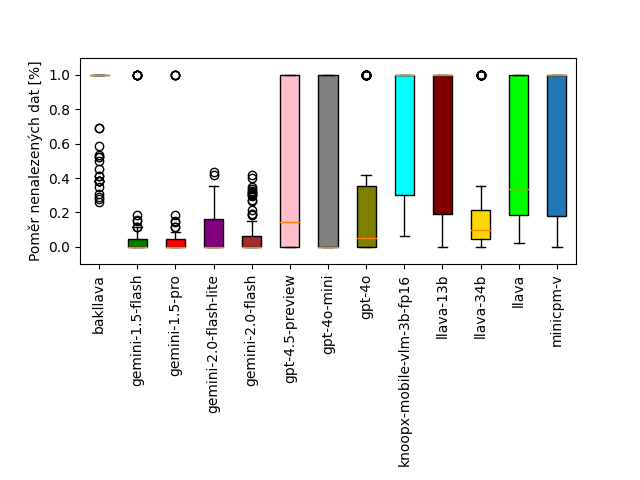 Poměr nenalezených dat [%]
1.0
0.8
0.6
0.4
0.2
0.0
bakllava
gemini-1.5-flash
gemini-1.5-pro
gemini-2.0-flash-lite
gemini-2.0-flash
gpt-4.5-preview
gpt-4o-mini
gpt-4o
knoopx-mobile-vlm-3b-fp16
llava-13b
llava-34b
llava
minicpm-v